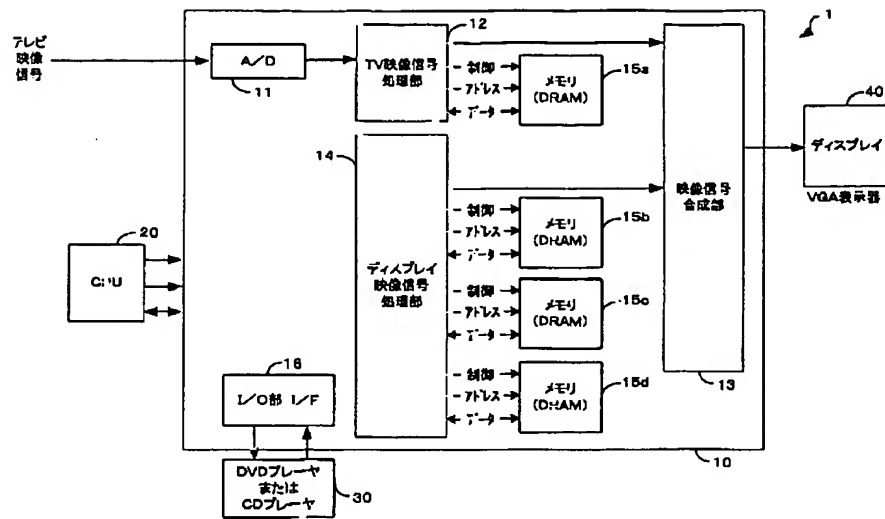 1
テレビ
映像
信号
A/D
11
12
TV映像信号
処理部
制御
アドレス
データ
メモリ
(DRAM)
15a
40
ディスプレイ
VGA表示器
14
ディスプレイ
映像信号
処理部
制御
アドレス
データ
メモリ
(DRAM)
15b
映像信号
合成部
20
CPU
制御
アドレス
データ
メモリ
(DRAM)
15c
16
I/O部 I/F
制御
アドレス
データ
メモリ
(DRAM)
15d
13
10
DVDプレーヤ
または
CDプレーヤ
30